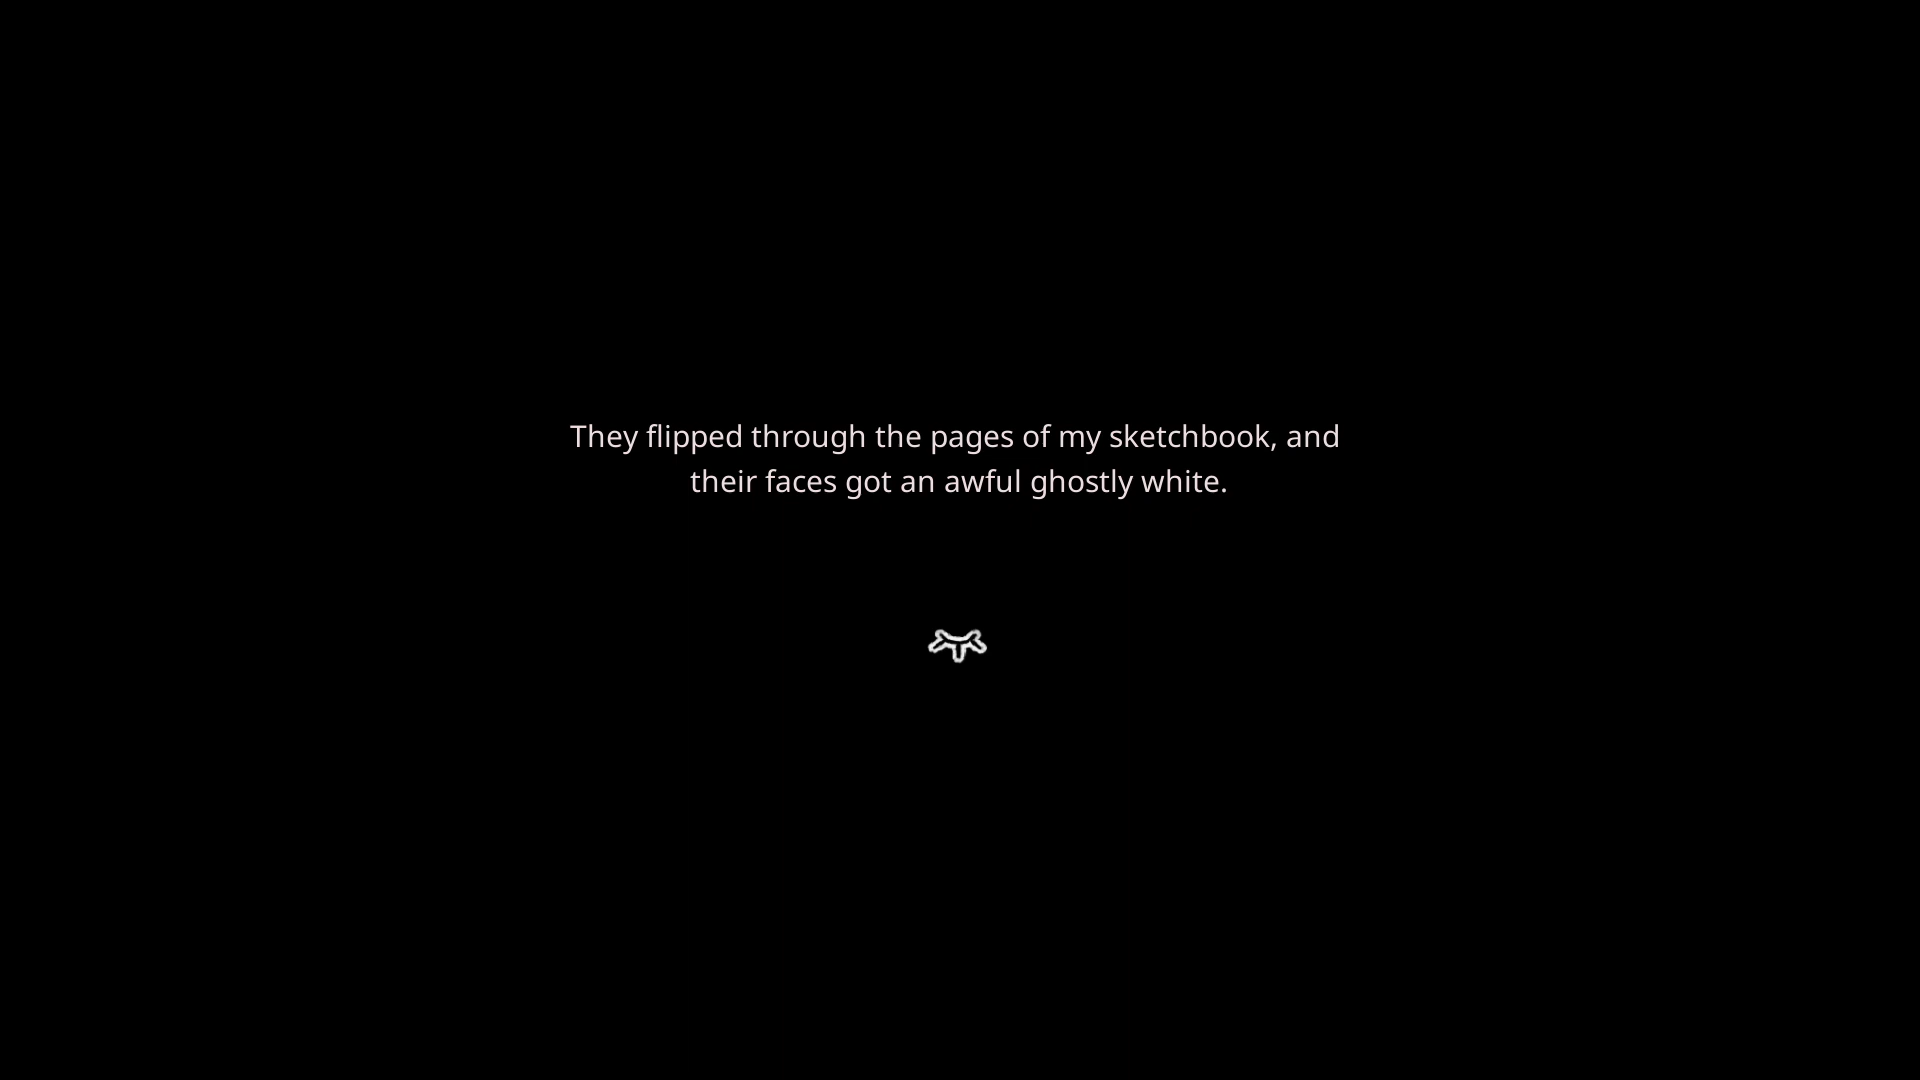 They flipped through the pages of my sketchbook, and
their faces got an awful ghostly white.